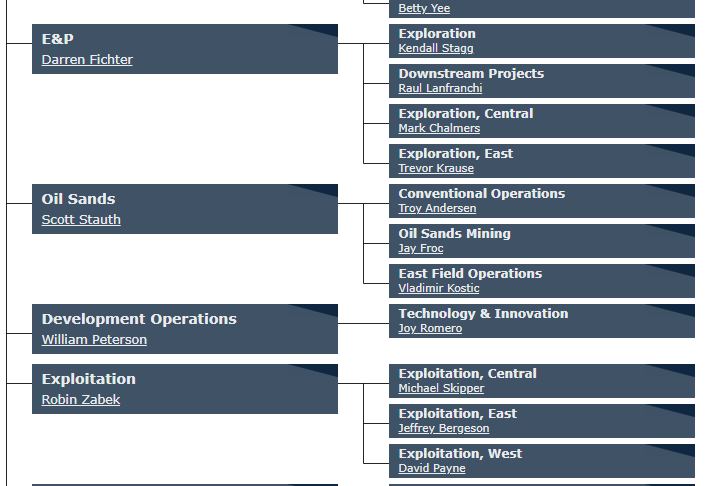 Betty Yee
E&P
Darren Fichter
Exploration
Kendall Stagg
Downstream Projects
Raul Lanfranchi
Exploration, Central
Mark Chalmers
Exploration, East
Trevor Krause
Oil Sands
Scott Stauth
Conventional Operations
Troy Andersen
Oil Sands Mining
Jay Froc
East Field Operations
Vladimir Kostic
Development Operations
William Peterson
Technology & Innovation
Joy Romero
Exploitation
Robin Zabek
Exploitation, Central
Michael Skipper
Exploitation, East
Jeffrey Bergeson
Exploitation, West
David Payne